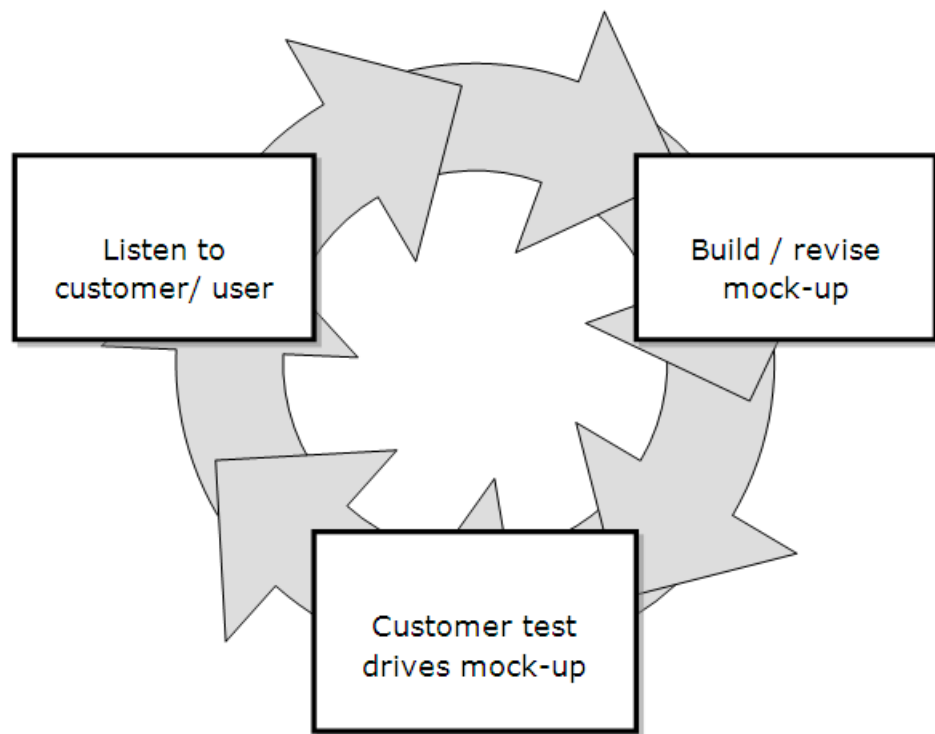 Listen to
customer/ user
Build / revise
mock-up
Customer test
drives mock-up